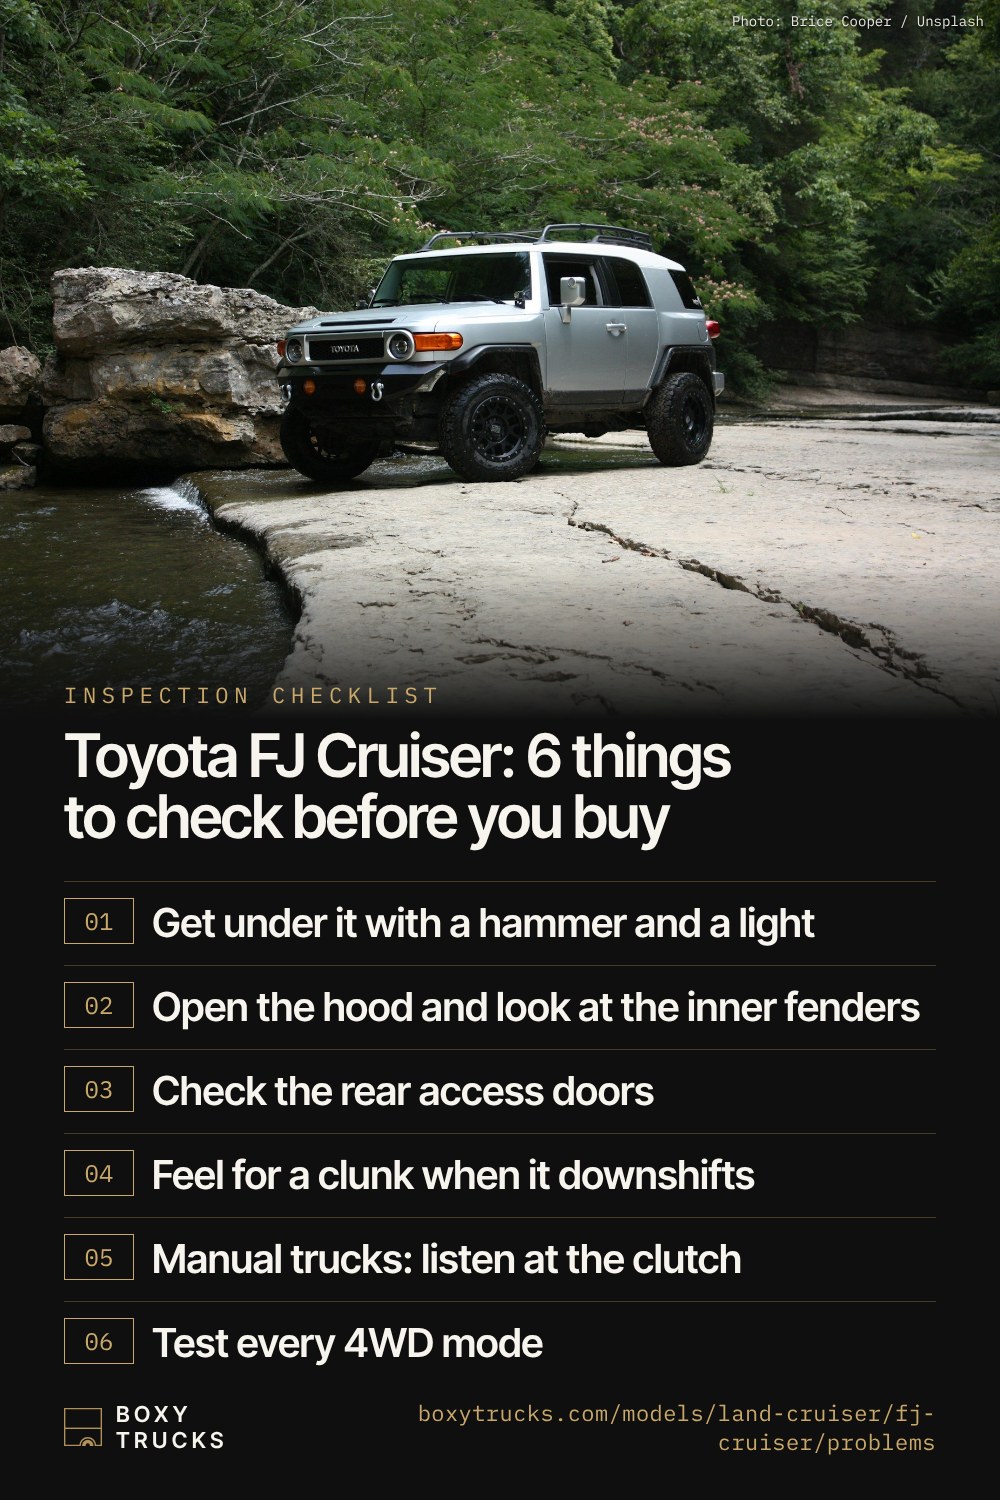 Photo: Brice Cooper / Unsplash
TOYOTA
INSPECTION CHECKLIST
Toyota FJ Cruiser: 6 things
to check before you buy
01 Get under it with a hammer and a light
02 Open the hood and look at the inner fenders
03 Check the rear access doors
04 Feel for a clunk when it downshifts
05 Manual trucks: listen at the clutch
06 Test every 4WD mode
BOXY
TRUCKS
boxytrucks.com/models/land-cruiser/fj-
cruiser/problems